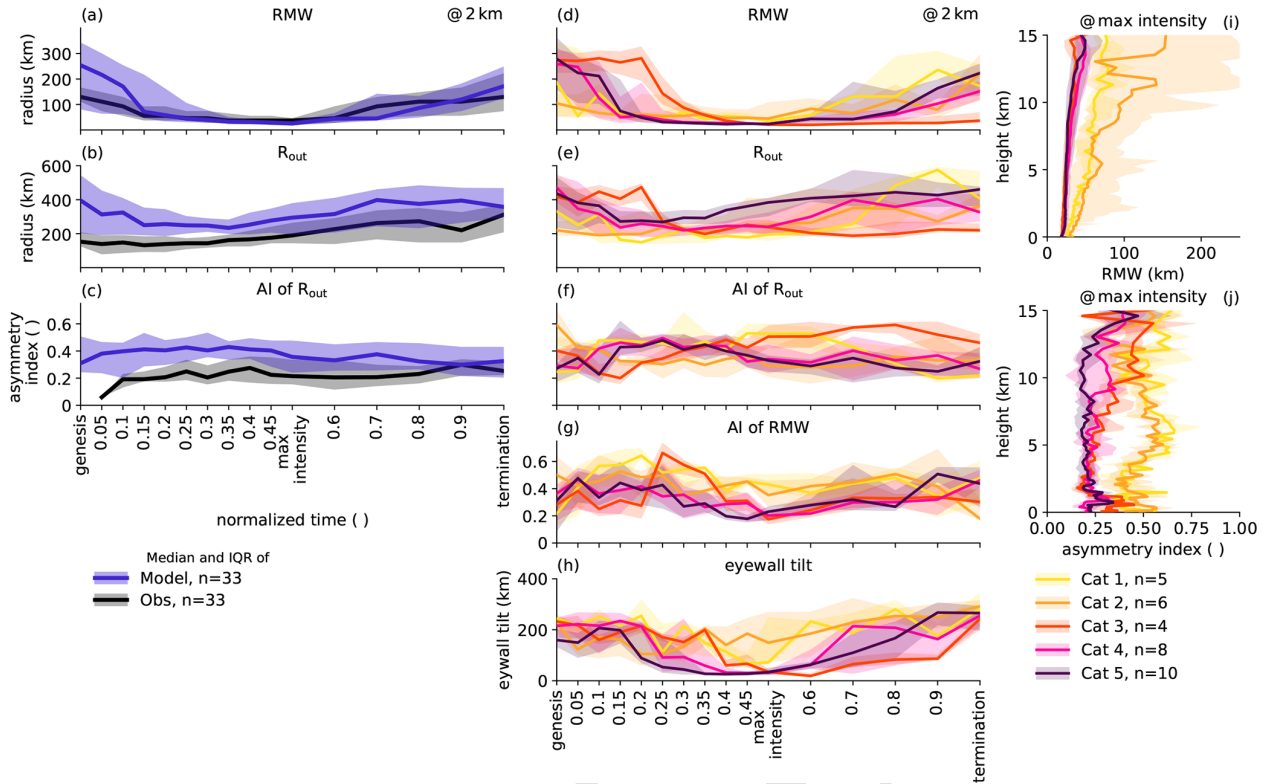 (a) RMW @ 2 km
radius (km)
300
200
100
(b) R_out
radius (km)
600
400
200
(c) AI of R_out
asymmetry
index ( )
0.6
0.4
0.2
0
genesis
0.05
0.1
0.15
0.2
0.25
0.3
0.35
0.4
0.45
max
intensity
0.6
0.7
0.8
0.9
termination
normalized time ( )
Median and IQR of
Model, n=33
Obs, n=33
(d) RMW @ 2 km
(e) R_out
(f) AI of R_out
(g) AI of RMW
0.6
0.4
0.2
0
(h) eyewall tilt
eyewall tilt (km)
400
200
0
genesis
0.05
0.1
0.15
0.2
0.25
0.3
0.35
0.4
0.45
max
intensity
0.6
0.7
0.8
0.9
termination
@ max intensity (i)
height (km)
15
10
5
0
0 100 200
RMW (km)
@ max intensity (j)
height (km)
15
10
5
0
0.00 0.25 0.50 0.75 1.00
asymmetry index ( )
Cat 1, n=5
Cat 2, n=6
Cat 3, n=4
Cat 4, n=8
Cat 5, n=10